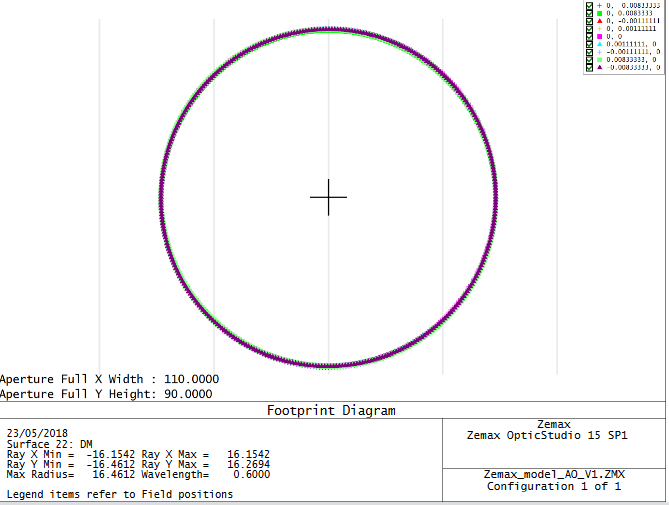 + 0, -0.00833333
0, 0.0083333
0, -0.00111111
+ 0, 0.00111111
0, 0
0.00111111, 0
+ -0.00111111, 0
0.00833333, 0
-0.00833333, 0
Aperture Full X Width : 110.0000
Aperture Full Y Height: 90.0000
Footprint Diagram
23/05/2018
Surface 22: DM
Ray X Min = -16.1542 Ray X Max = 16.1542
Ray Y Min = -16.4612 Ray Y Max = 16.2694
Max Radius= 16.4612 Wavelength= 0.6000
Legend items refer to Field positions
Zemax
Zemax OpticStudio 15 SP1
Zemax_model_AO_V1.ZMX
Configuration 1 of 1